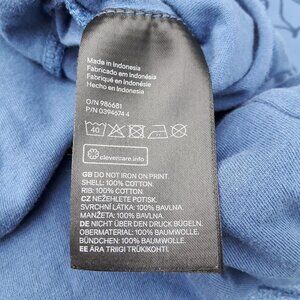 Made in Indonesia
Fabricado em Indonésia
Fabriqué en Indonésie
Hecho en Indonesia
O/N 986681
P/N 0394674 4
40
clevercare.info
GB DO NOT IRON ON PRINT.
SHELL: 100% COTTON.
RIB: 100% COTTON.
CZ NEŽEHLETE POTISK.
SVRCHNÍ LÁTKA: 100% BAVLNA.
MANŽETA: 100% BAVLNA.
DE NICHT ÜBER DEN DRUCK BÜGELN.
OBERMATERIAL: 100% BAUMWOLLE.
BÜNDCHEN: 100% BAUMWOLLE.
EE ÄRA TRIIGI TRÜKIKOHTI.